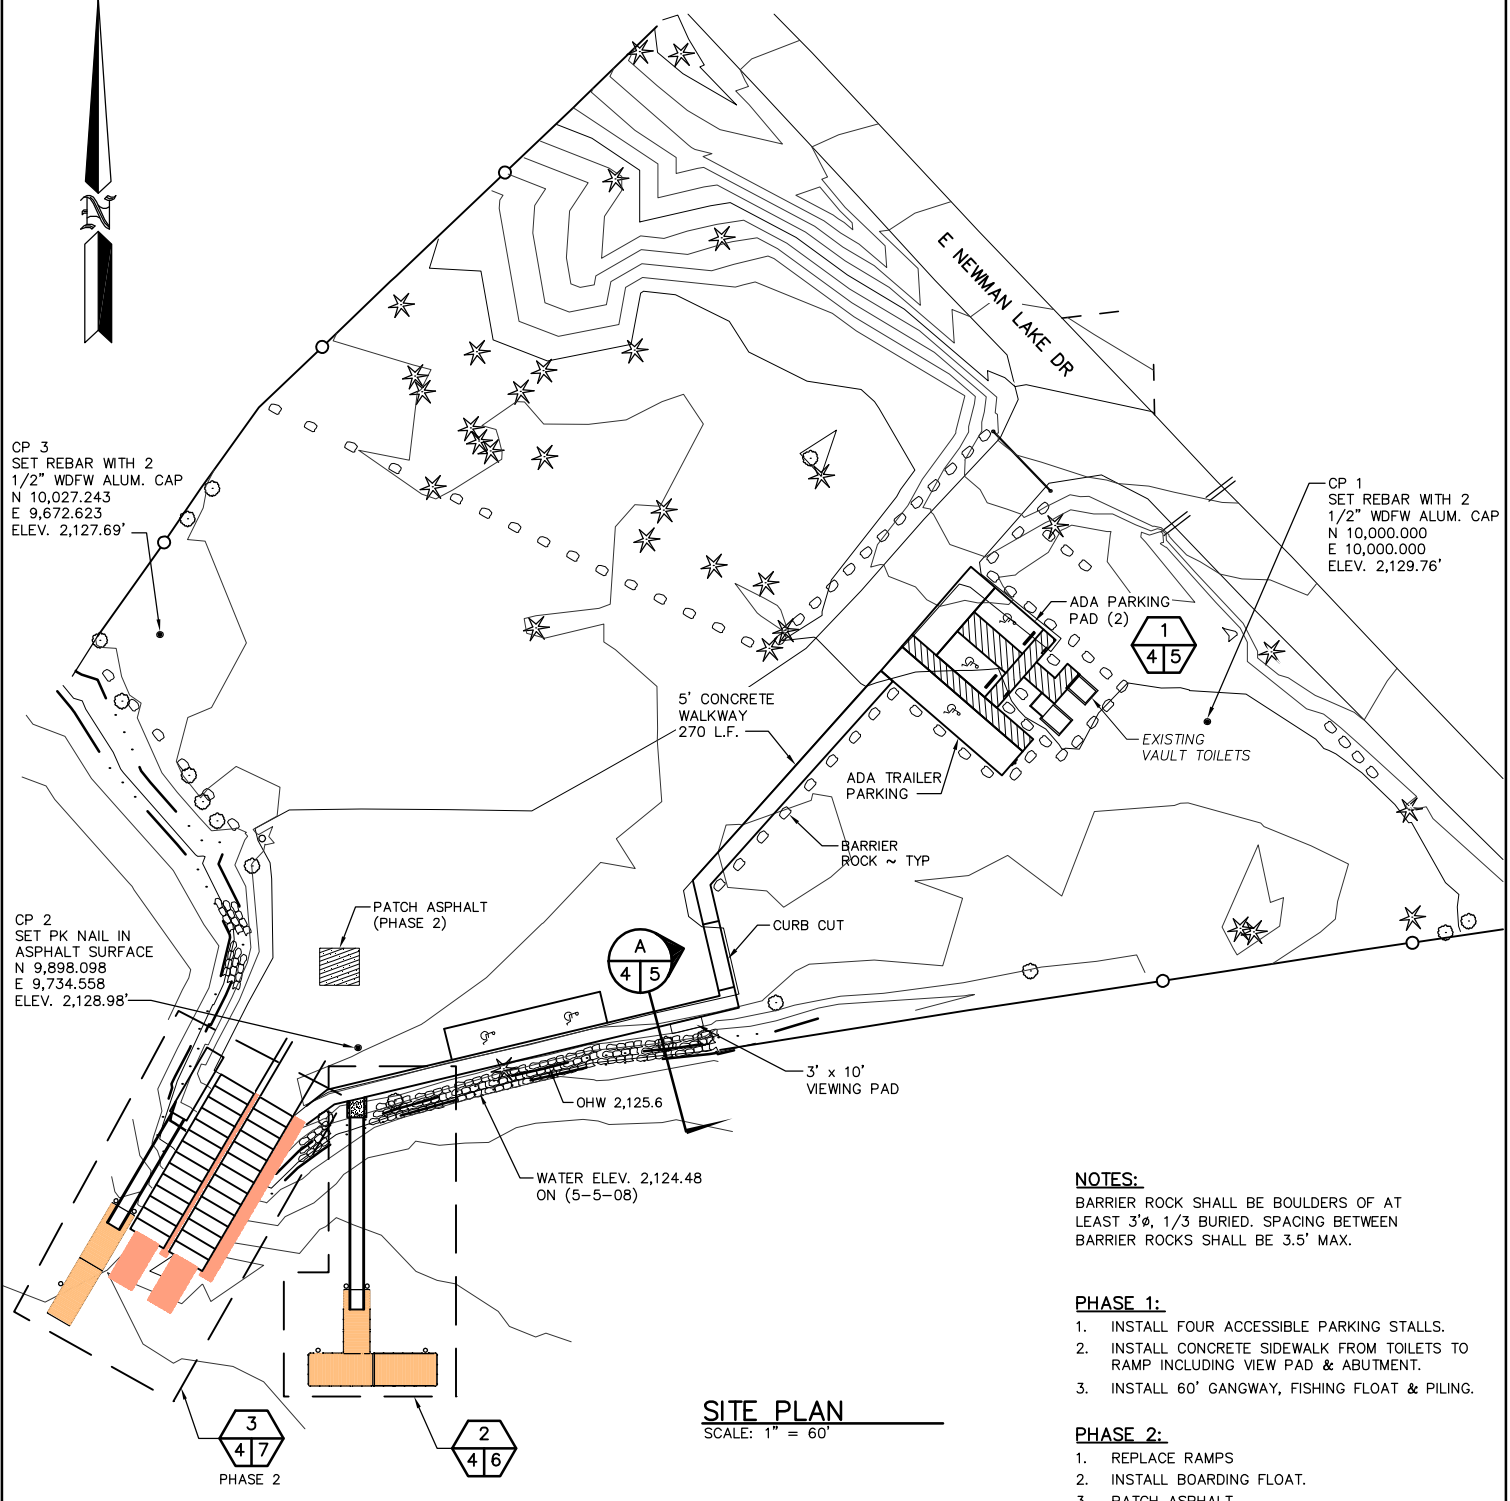 N
E NEWMAN LAKE DR
CP 3
SET REBAR WITH 2
1/2" WDFW ALUM. CAP
N 10,027.243
E 9,672.623
ELEV. 2,127.69'
CP 1
SET REBAR WITH 2
1/2" WDFW ALUM. CAP
N 10,000.000
E 10,000.000
ELEV. 2,129.76'
ADA PARKING
PAD (2)
1
4 5
5' CONCRETE
WALKWAY
270 L.F.
EXISTING
VAULT TOILETS
ADA TRAILER
PARKING
BARRIER
ROCK ~ TYP
PATCH ASPHALT
(PHASE 2)
CURB CUT
CP 2
SET PK NAIL IN
ASPHALT SURFACE
N 9,898.098
E 9,734.558
ELEV. 2,128.98'
A
4 5
3' x 10'
VIEWING PAD
OHW 2,125.6
WATER ELEV. 2,124.48
ON (5-5-08)
NOTES:
BARRIER ROCK SHALL BE BOULDERS OF AT
LEAST 3'ø, 1/3 BURIED. SPACING BETWEEN
BARRIER ROCKS SHALL BE 3.5' MAX.
PHASE 1:
1. INSTALL FOUR ACCESSIBLE PARKING STALLS.
2. INSTALL CONCRETE SIDEWALK FROM TOILETS TO
RAMP INCLUDING VIEW PAD & ABUTMENT.
3. INSTALL 60' GANGWAY, FISHING FLOAT & PILING.
SITE PLAN
SCALE: 1" = 60'
3
4 7
PHASE 2
2
4 6
PHASE 2:
1. REPLACE RAMPS
2. INSTALL BOARDING FLOAT.
3. PATCH ASPHALT